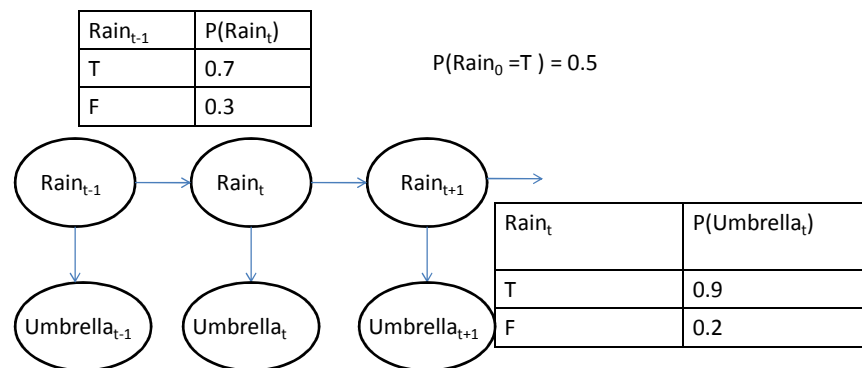 Rain_{t-1} P(Rain_t)
T 0.7
F 0.3
P(Rain_0 =T ) = 0.5
Rain_{t-1} Rain_t Rain_{t+1}
Rain_t P(Umbrella_t)
T 0.9
F 0.2
Umbrella_{t-1} Umbrella_t Umbrella_{t+1}